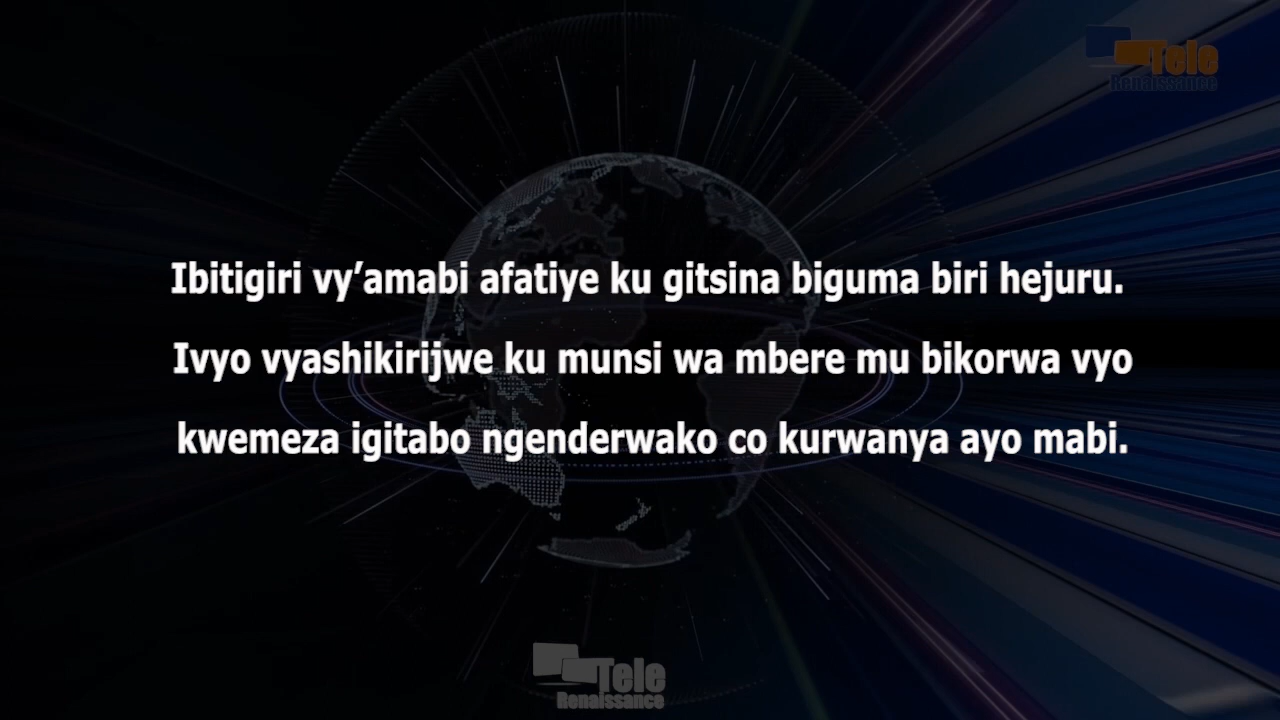 Tele
Renaissance
Ibitigiri vy’amabi afatiye ku gitsina biguma biri hejuru.
Ivyo vyashikirijwe ku munsi wa mbere mu bikorwa vyo
kwemeza igitabo ngenderwako co kurwanya ayo mabi.
Tele
Renaissance